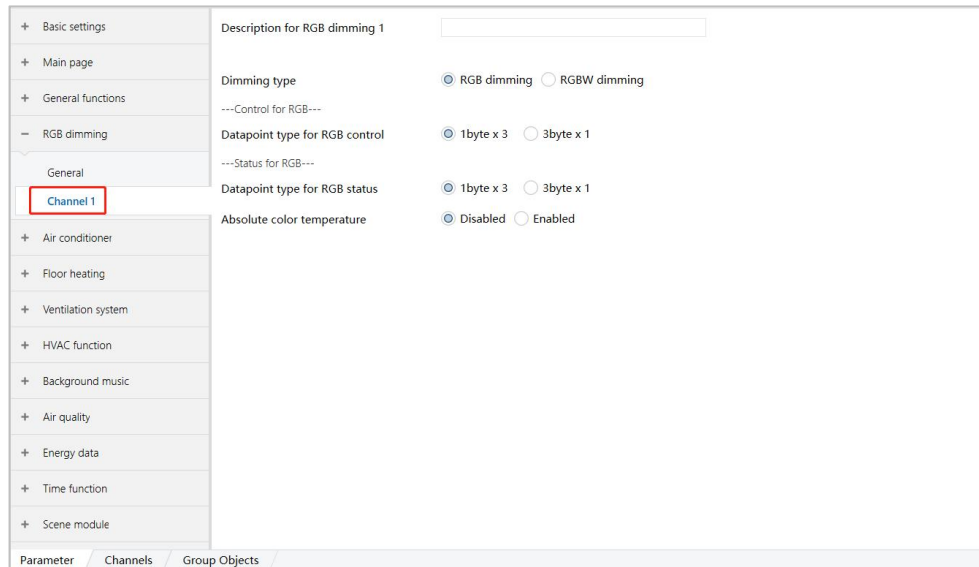 + Basic settings
+ Main page
+ General functions
− RGB dimming
General
Channel 1
+ Air conditioner
+ Floor heating
+ Ventilation system
+ HVAC function
+ Background music
+ Air quality
+ Energy data
+ Time function
+ Scene module
Description for RGB dimming 1
Dimming type RGB dimming RGBW dimming
---Control for RGB---
Datapoint type for RGB control 1byte x 3 3byte x 1
---Status for RGB---
Datapoint type for RGB status 1byte x 3 3byte x 1
Absolute color temperature Disabled Enabled
Parameter Channels Group Objects